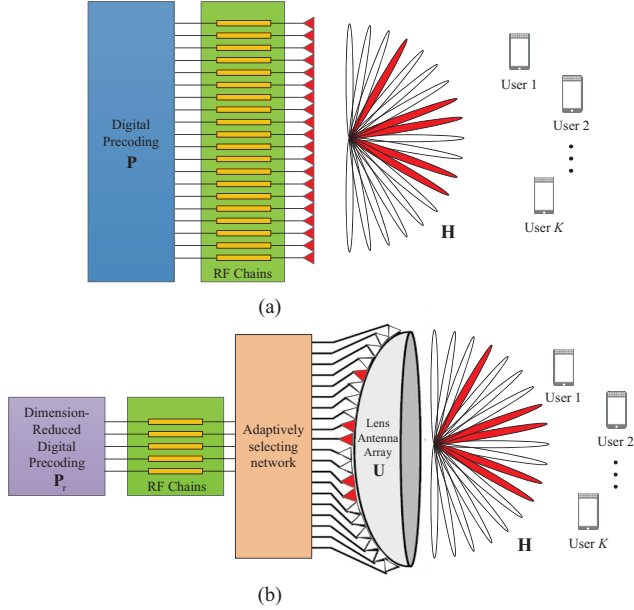 Digital
Precoding
P
RF Chains
H
User 1
User 2
User K
(a)
Dimension-
Reduced
Digital
Precoding
Pr
RF Chains
Adaptively
selecting
network
Lens
Antenna
Array
U
H
User 1
User 2
User K
(b)